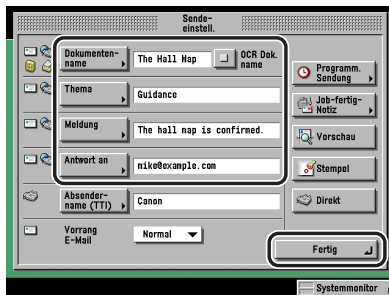 Sende-
einstell.
Dokumenten-
name
The Hall Map
OCR Dok.
name
Thema
Guidance
Meldung
The hall map is confirmed.
Antwort an
mike@example.com
Absender-
name (TTI)
Canon
Vorrang
E-Mail
Normal
Programm.
Sendung
Job-fertig-
Notiz
Vorschau
Stempel
Direkt
Fertig
Systemmonitor